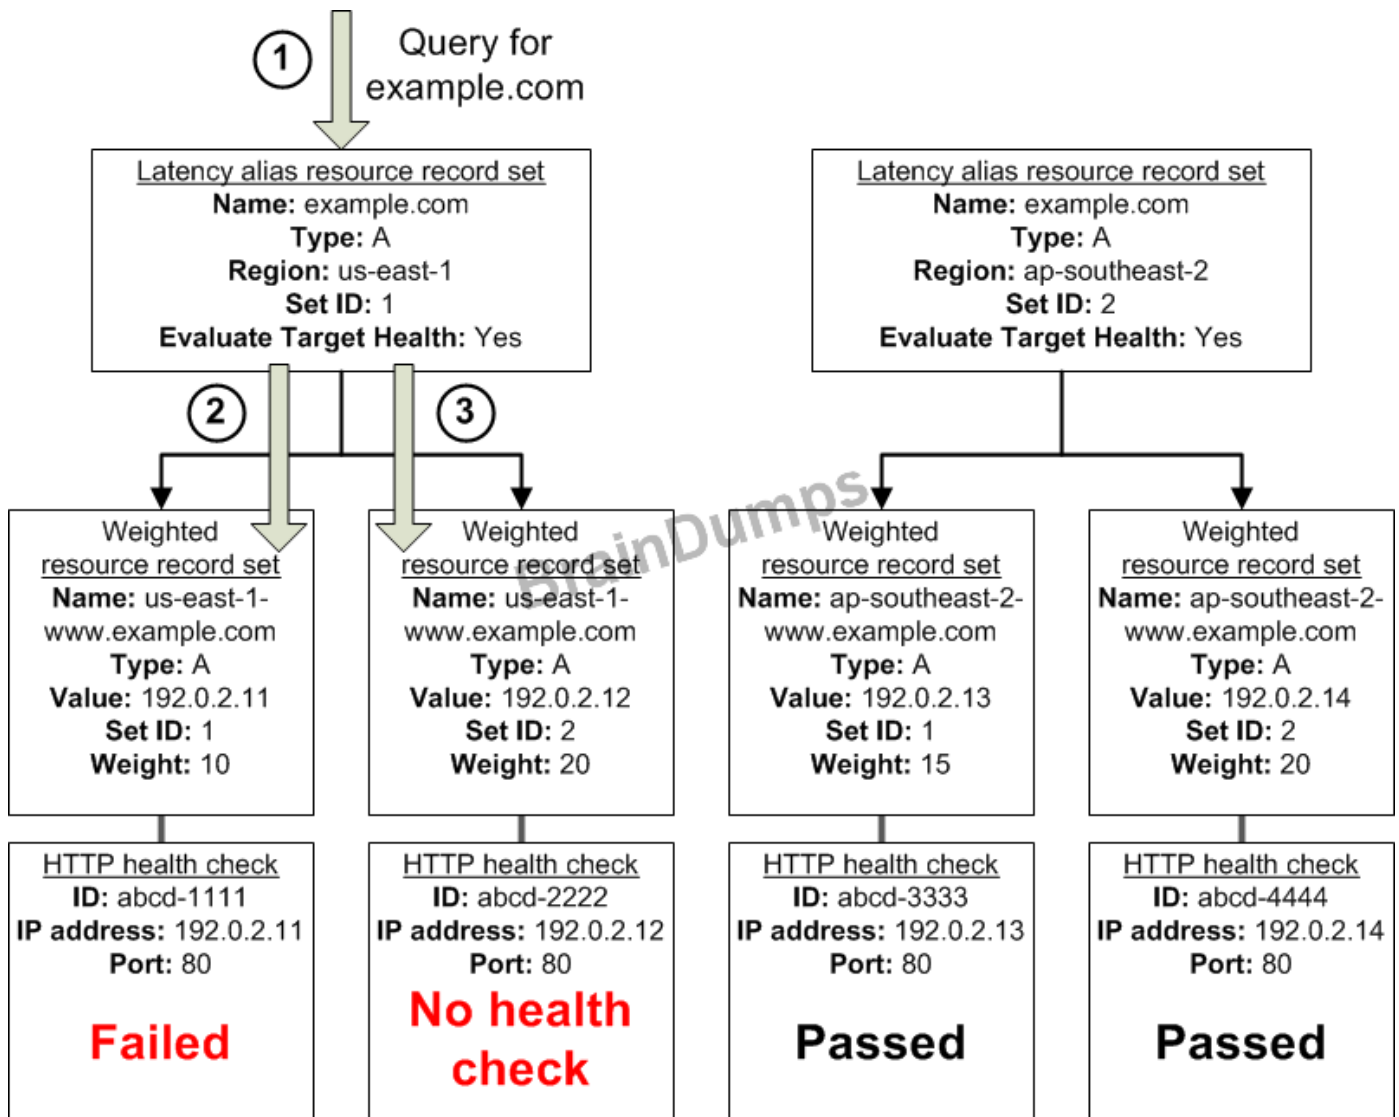 1
Query for
example.com
Latency alias resource record set
Name: example.com
Type: A
Region: us-east-1
Set ID: 1
Evaluate Target Health: Yes
Latency alias resource record set
Name: example.com
Type: A
Region: ap-southeast-2
Set ID: 2
Evaluate Target Health: Yes
2
3
BrainDumps
Weighted
resource record set
Name: us-east-1-
www.example.com
Type: A
Value: 192.0.2.11
Set ID: 1
Weight: 10
Weighted
resource record set
Name: us-east-1-
www.example.com
Type: A
Value: 192.0.2.12
Set ID: 2
Weight: 20
Weighted
resource record set
Name: ap-southeast-2-
www.example.com
Type: A
Value: 192.0.2.13
Set ID: 1
Weight: 15
Weighted
resource record set
Name: ap-southeast-2-
www.example.com
Type: A
Value: 192.0.2.14
Set ID: 2
Weight: 20
HTTP health check
ID: abcd-1111
IP address: 192.0.2.11
Port: 80
Failed
HTTP health check
ID: abcd-2222
IP address: 192.0.2.12
Port: 80
No health
check
HTTP health check
ID: abcd-3333
IP address: 192.0.2.13
Port: 80
Passed
HTTP health check
ID: abcd-4444
IP address: 192.0.2.14
Port: 80
Passed